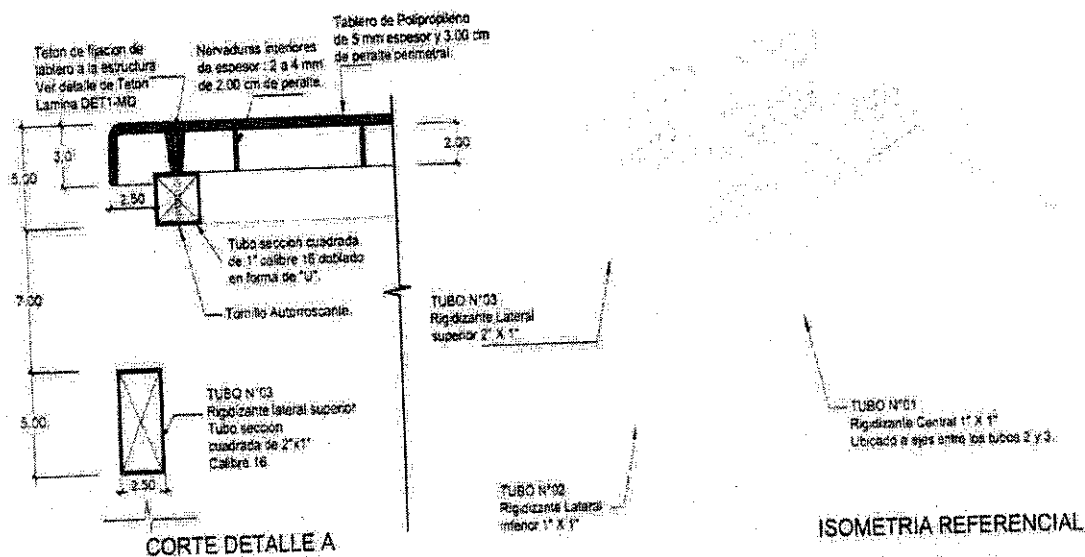 Teton de fijacion de
tablero a la estructura
Ver detalle de Teton
Lamina DET1-MD
Nervaduras interiores
de espesor : 2 a 4 mm
de 2.00 cm de peralte.
Tablero de Polipropileno
de 5 mm espesor y 3.00 cm
de peralte perimetral.
3.0
5.00
2.00
2.50
Tubo seccion cuadrada
de 1" calibre 16 doblado
en forma de "U".
Tornillo Autorroscante.
7.00
TUBO N°03
Rigidizante Lateral
superior 2" X 1"
TUBO N°03
Rigidizante lateral superior
Tubo sección
cuadrada de 2"x1"
Calibre 16
5.00
2.50
TUBO N°01
Rigidizante Central 1" X 1"
Ubicado a ejes entre los tubos 2 y 3.
TUBO N°02
Rigidizante Lateral
inferior 1" X 1"
CORTE DETALLE A
ISOMETRIA REFERENCIAL